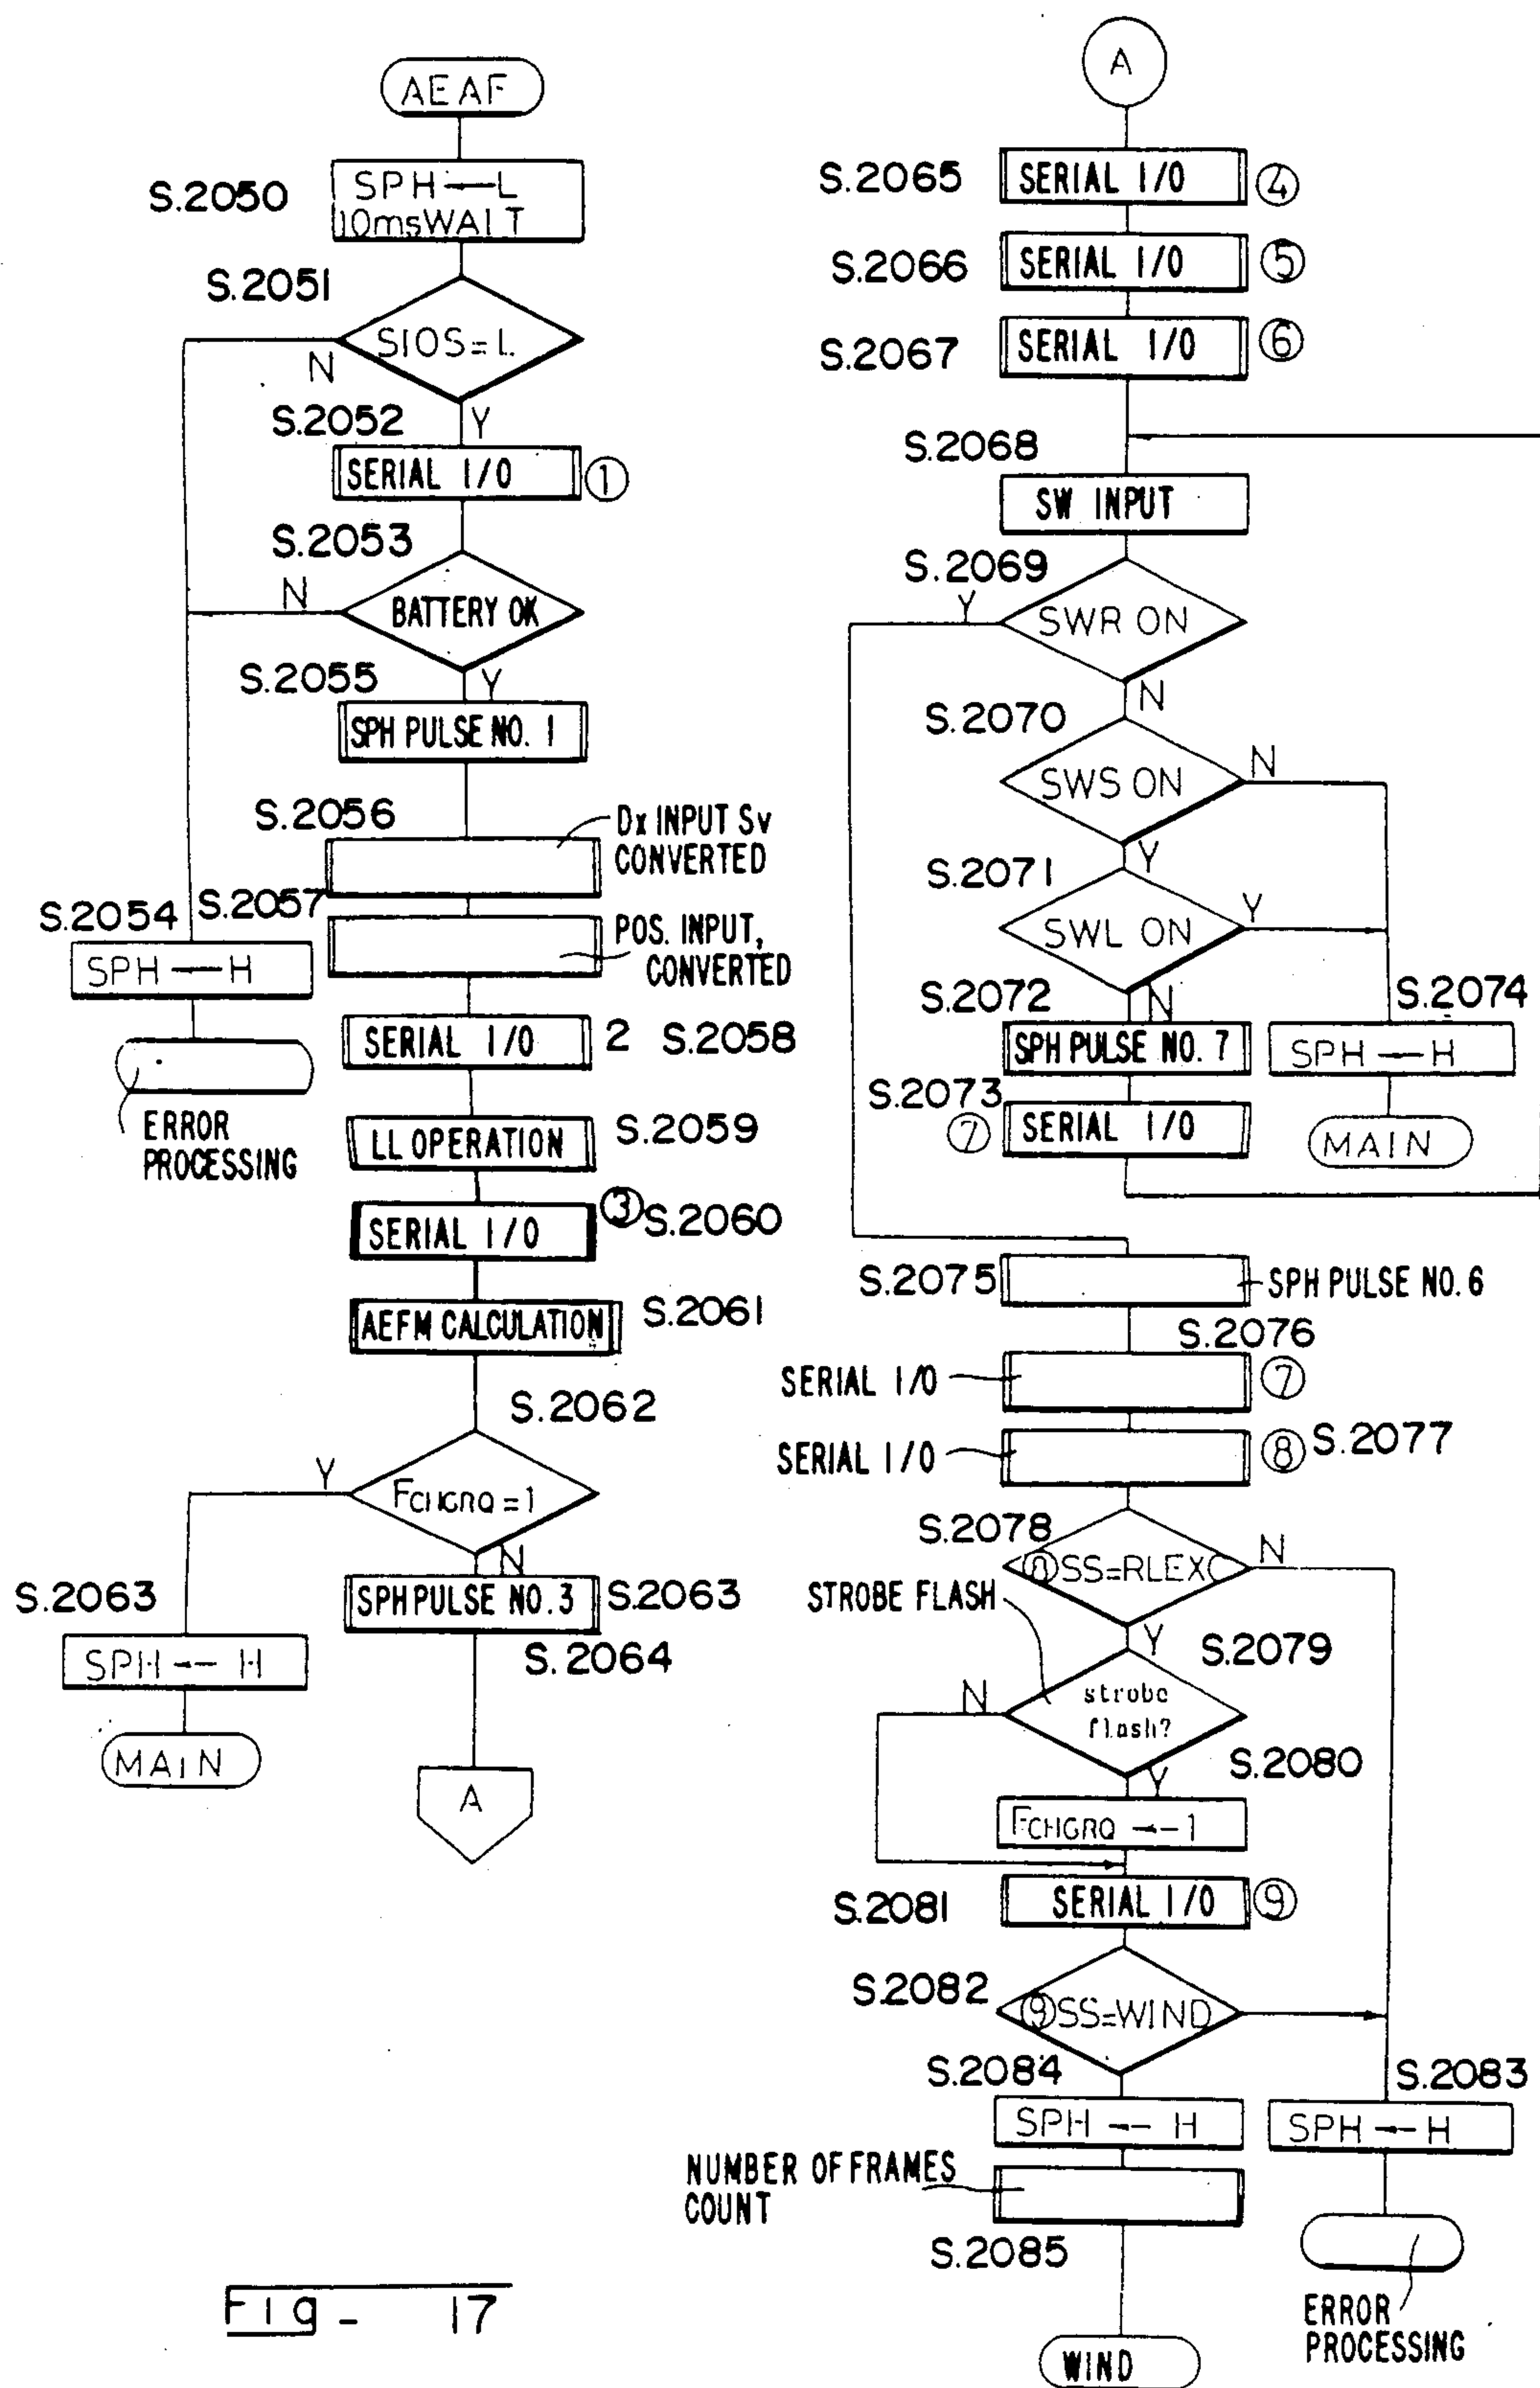 AEAF
S.2050
SPH ← L
10msWAIT
S.2051
SIOS=L
N
Y
S.2052
SERIAL I/O ①
S.2053
N
BATTERY OK
Y
S.2055
SPH PULSE NO. 1
S.2056
Dx INPUT Sv
CONVERTED
S.2054
S.2057
POS. INPUT,
CONVERTED
SPH ← H
SERIAL I/O 2 S.2058
ERROR
PROCESSING
LL OPERATION S.2059
SERIAL I/O ③ S.2060
AEFM CALCULATION S.2061
S.2062
Y
FCHGRQ = 1
N
S.2063
SPH PULSE NO. 3 S.2063
SPH ← H
S.2064
MAIN
A
A
S.2065 SERIAL I/O ④
S.2066 SERIAL I/O ⑤
S.2067 SERIAL I/O ⑥
S.2068
SW INPUT
S.2069
Y
SWR ON
N
S.2070
SWS ON
N
Y
S.2071
SWL ON
Y
N
S.2072
S.2074
SPH PULSE NO. 7
SPH ← H
S.2073
⑦ SERIAL I/O
MAIN
S.2075
SPH PULSE NO. 6
S.2076
SERIAL I/O ⑦
SERIAL I/O ⑧ S.2077
S.2078
⑧SS=RLEXC
N
STROBE FLASH
Y
S.2079
N
strobe
flash?
S.2080
Y
FCHGRQ ← 1
S.2081
SERIAL I/O ⑨
S.2082
⑨SS=WIND
S.2084
S.2083
SPH ← H
SPH ← H
NUMBER OF FRAMES
COUNT
S.2085
ERROR
PROCESSING
WIND
Fig- 17